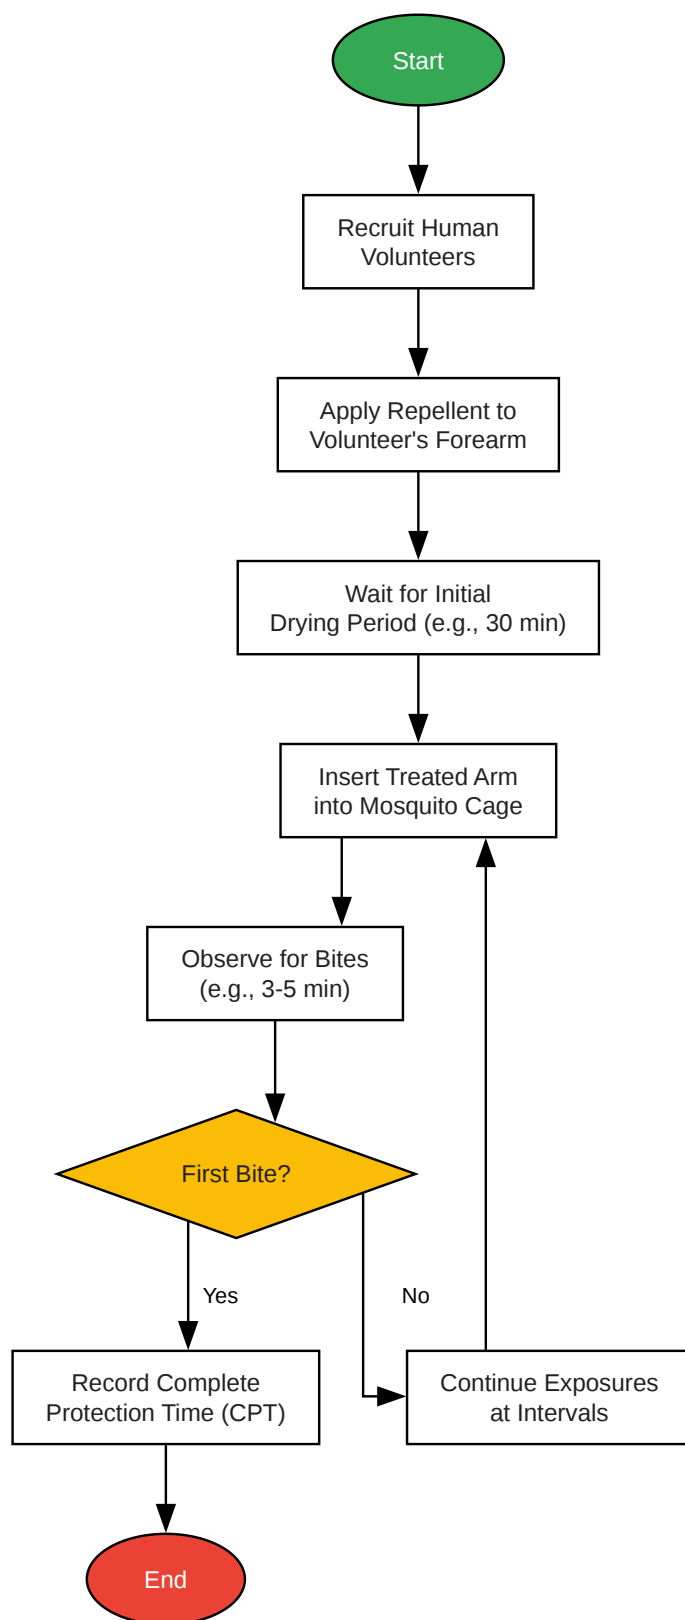 Start
Recruit Human
Volunteers
Apply Repellent to
Volunteer's Forearm
Wait for Initial
Drying Period (e.g., 30 min)
Insert Treated Arm
into Mosquito Cage
Observe for Bites
(e.g., 3-5 min)
First Bite?
Yes
No
Record Complete
Protection Time (CPT)
Continue Exposures
at Intervals
End